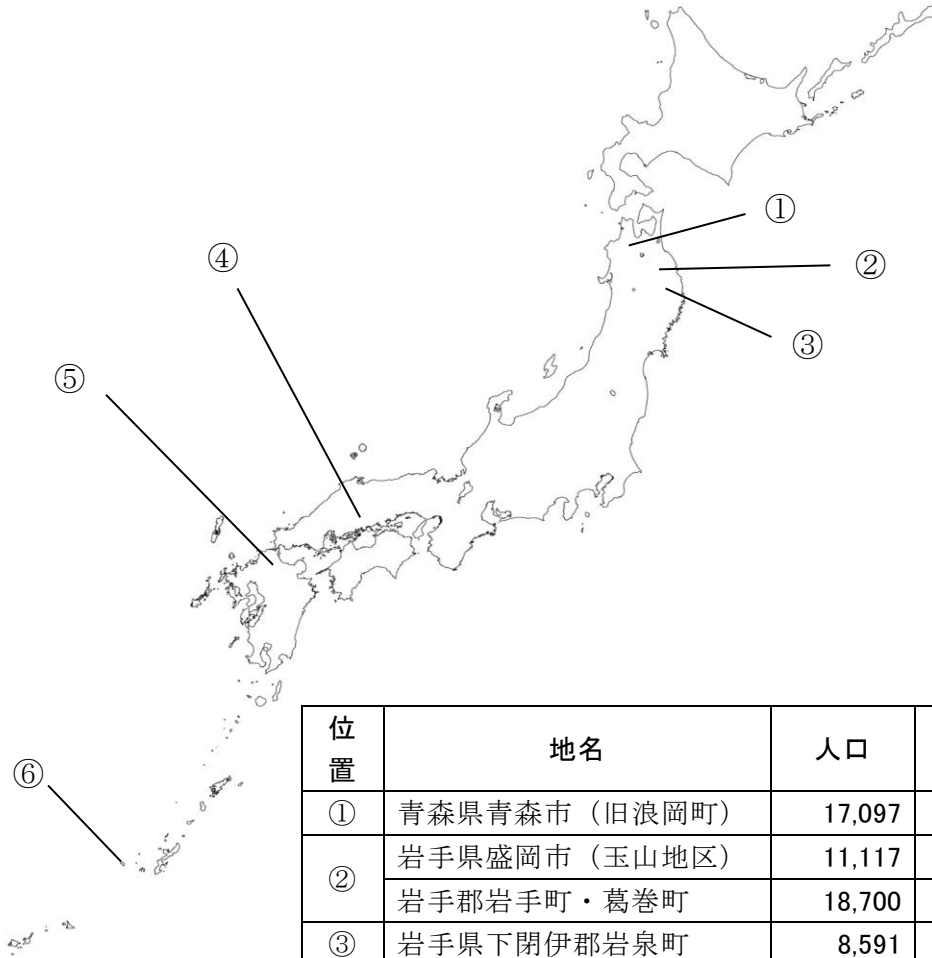 ①
②
③
④
⑤
⑥
位置 地名 人口
① 青森県青森市（旧浪岡町） 17,097
② 岩手県盛岡市（玉山地区） 11,117
岩手郡岩手町・葛巻町 18,700
③ 岩手県下閉伊郡岩泉町 8,591